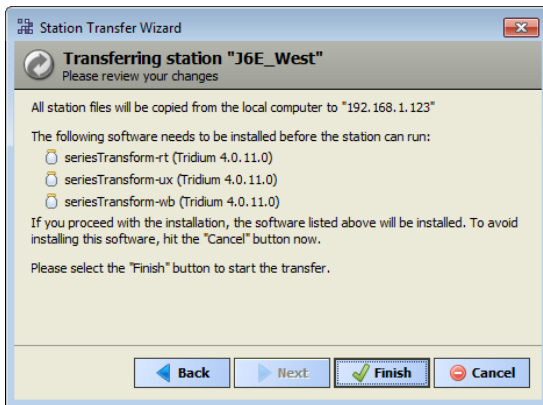 Station Transfer Wizard
Transferring station "J6E_West"
Please review your changes
All station files will be copied from the local computer to "192.168.1.123"
The following software needs to be installed before the station can run:
seriesTransform-rt (Tridium 4.0.11.0)
seriesTransform-ux (Tridium 4.0.11.0)
seriesTransform-wb (Tridium 4.0.11.0)
If you proceed with the installation, the software listed above will be installed. To avoid
installing this software, hit the "Cancel" button now.
Please select the "Finish" button to start the transfer.
Back Next Finish Cancel